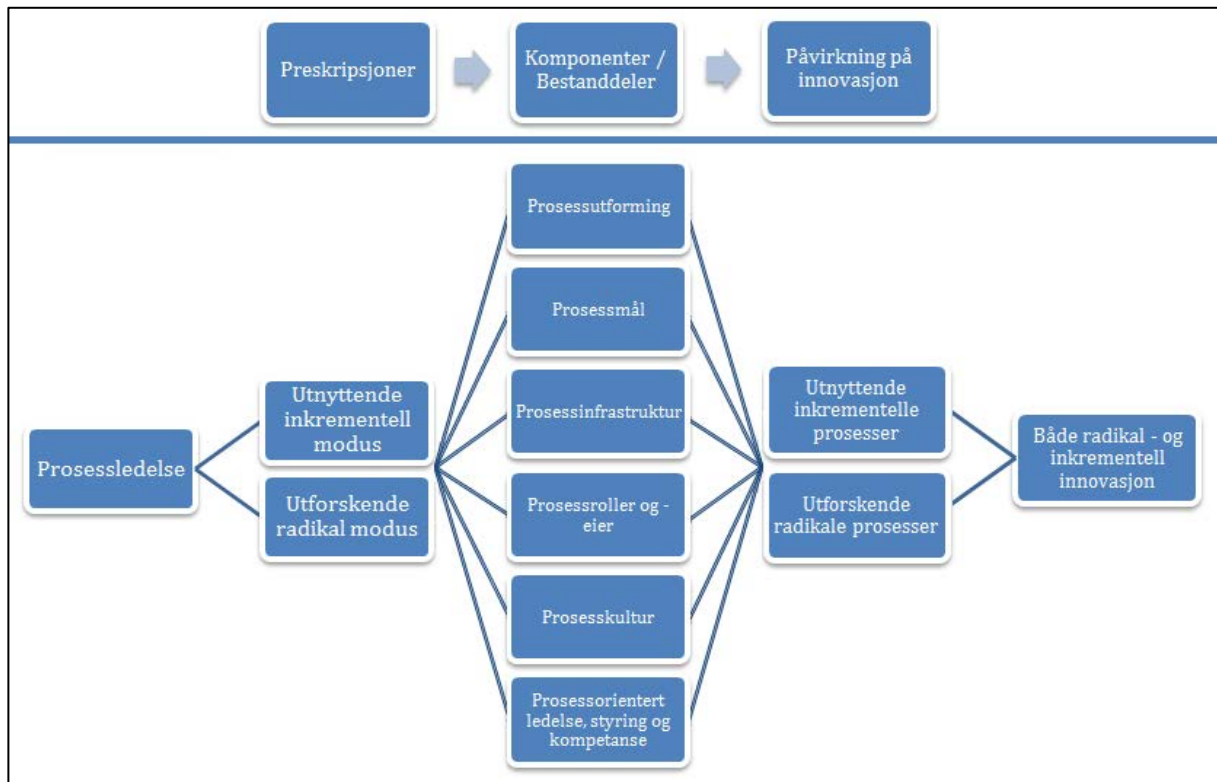 Preskripsjoner
Komponenter /
Bestanddeler
Påvirkning på
innovasjon
Prosessledelse
Utnyttende
inkrementell
modus
Utforskende
radikal modus
Prosessutforming
Prosessmål
Prosessinfrastruktur
Prosessroller og -
eier
Prosesskultur
Prosessorientert
ledelse, styring og
kompetanse
Utnyttende
inkrementelle
prosesser
Utforskende
radikale prosesser
Både radikal - og
inkrementell
innovasjon